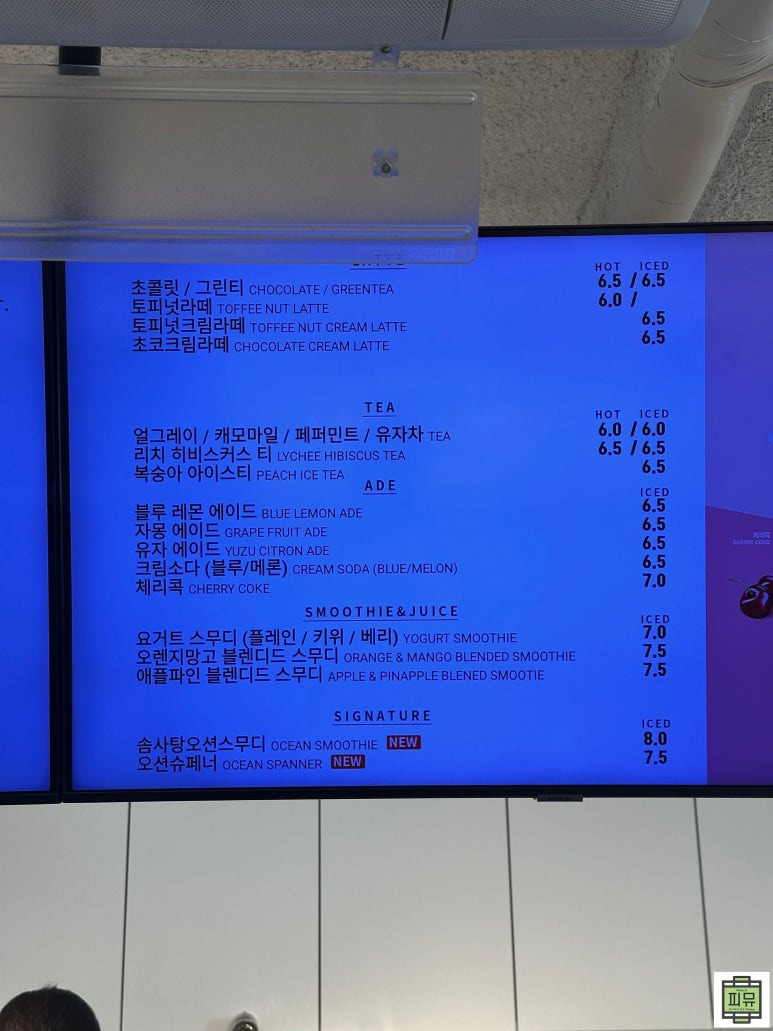 HOT ICED
초콜릿 / 그린티 CHOCOLATE / GREENTEA 6.5 / 6.5
토피넛라떼 TOFFEE NUT LATTE 6.0 /
토피넛크림라떼 TOFFEE NUT CREAM LATTE 6.5
초코크림라떼 CHOCOLATE CREAM LATTE 6.5
TEA
HOT ICED
얼그레이 / 캐모마일 / 페퍼민트 / 유자차 TEA 6.0 / 6.0
리치 히비스커스 티 LYCHEE HIBISCUS TEA 6.5 / 6.5
복숭아 아이스티 PEACH ICE TEA 6.5
ADE
ICED
블루 레몬 에이드 BLUE LEMON ADE 6.5
자몽 에이드 GRAPE FRUIT ADE 6.5
유자 에이드 YUZU CITRON ADE 6.5
크림소다 (블루/메론) CREAM SODA (BLUE/MELON) 6.5
체리콕 CHERRY COKE 7.0
SMOOTHIE&JUICE
ICED
요거트 스무디 (플레인 / 키위 / 베리) YOGURT SMOOTHIE 7.0
오렌지망고 블렌디드 스무디 ORANGE & MANGO BLENDED SMOOTHIE 7.5
애플파인 블렌디드 스무디 APPLE & PINAPPLE BLENED SMOOTIE 7.5
SIGNATURE
ICED
솜사탕오션스무디 OCEAN SMOOTHIE NEW 8.0
오션슈페너 OCEAN SPANNER NEW 7.5
체리콕
CHERRY COKE
피뮤